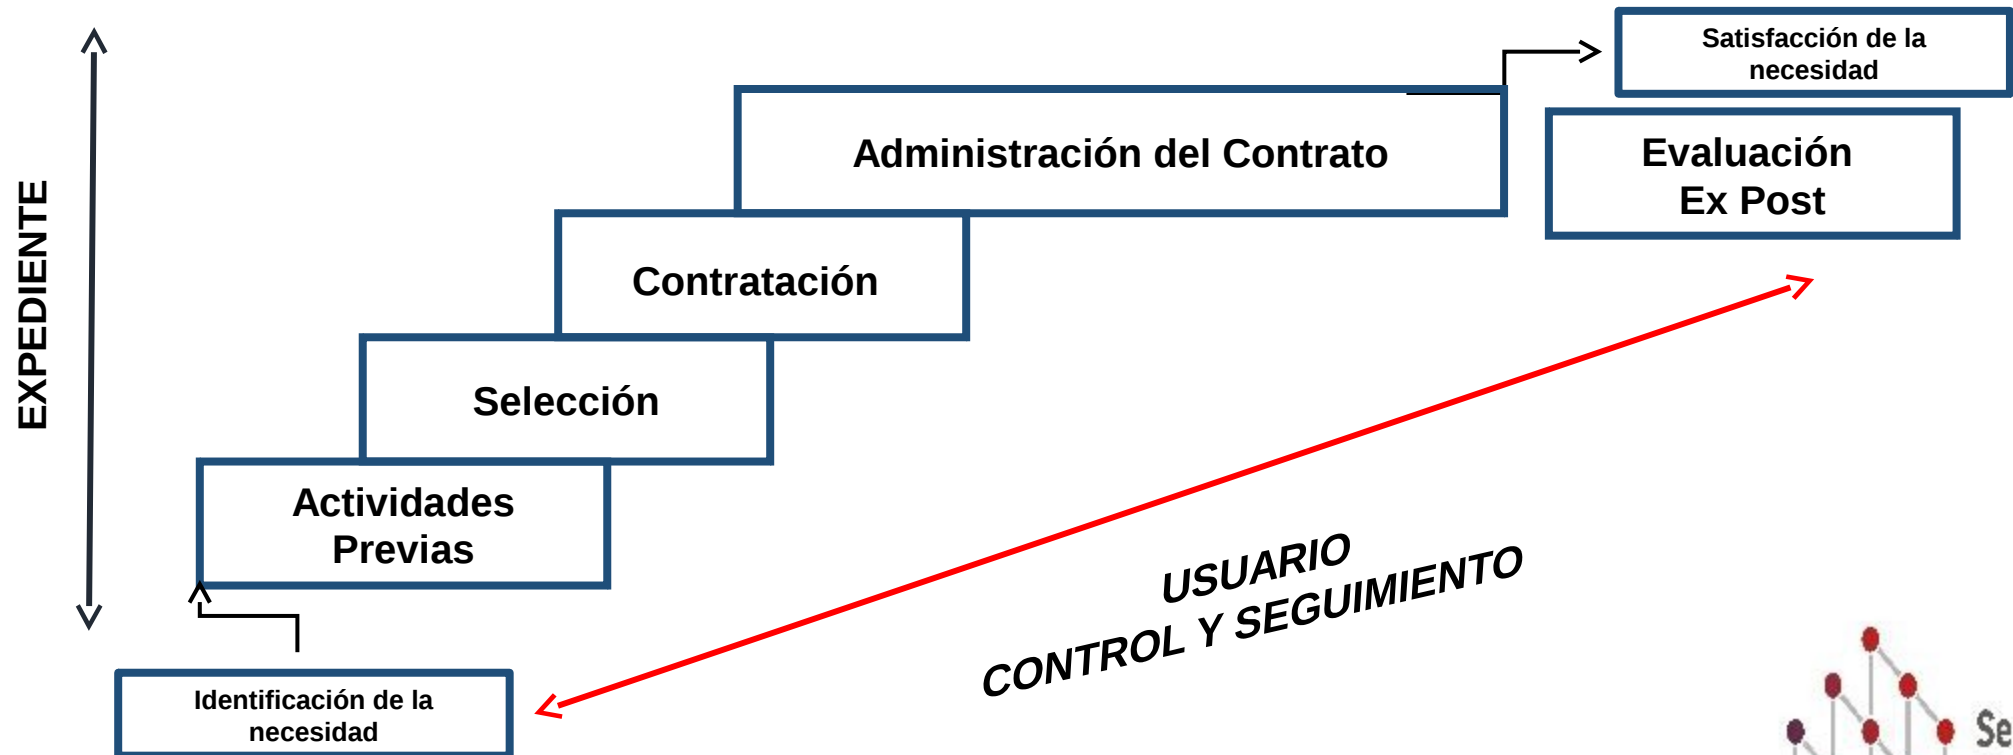 Satisfacción de la
necesidad
Administración del Contrato
Evaluación
Ex Post
EXPEDIENTE
Contratación
Selección
Actividades
Previas
USUARIO
CONTROL Y SEGUIMIENTO
Identificación de la
necesidad
Se